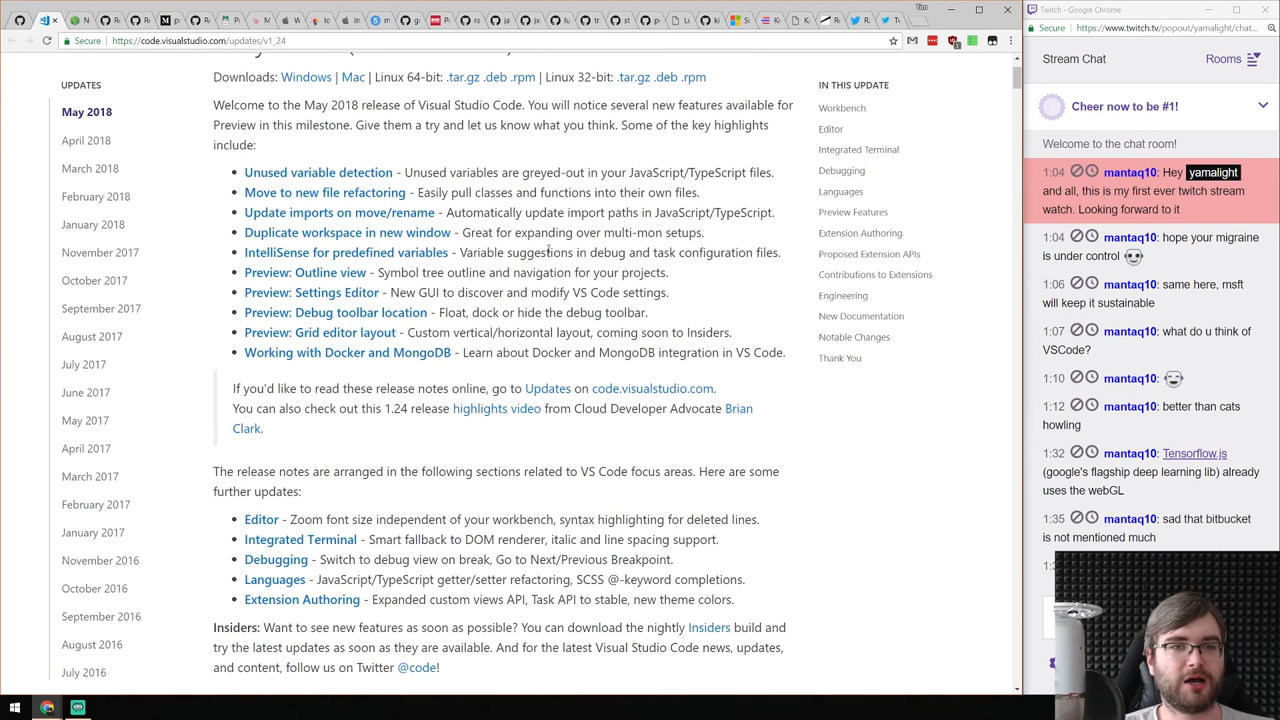 Twitch - Google Chrome
Secure
https://code.visualstudio.com/updates/v1_24
Secure
https://www.twitch.tv/popout/yamalight/chat...
UPDATES
May 2018
April 2018
March 2018
February 2018
January 2018
November 2017
October 2017
September 2017
August 2017
July 2017
June 2017
May 2017
April 2017
March 2017
February 2017
January 2017
November 2016
October 2016
September 2016
August 2016
July 2016
Downloads: Windows | Mac | Linux 64-bit: .tar.gz .deb .rpm | Linux 32-bit: .tar.gz .deb .rpm
Welcome to the May 2018 release of Visual Studio Code. You will notice several new features available for
Preview in this milestone. Give them a try and let us know what you think. Some of the key highlights
include:
Unused variable detection - Unused variables are greyed-out in your JavaScript/TypeScript files.
Move to new file refactoring - Easily pull classes and functions into their own files.
Update imports on move/rename - Automatically update import paths in JavaScript/TypeScript.
Duplicate workspace in new window - Great for expanding over multi-mon setups.
IntelliSense for predefined variables - Variable suggestions in debug and task configuration files.
Preview: Outline view - Symbol tree outline and navigation for your projects.
Preview: Settings Editor - New GUI to discover and modify VS Code settings.
Preview: Debug toolbar location - Float, dock or hide the debug toolbar.
Preview: Grid editor layout - Custom vertical/horizontal layout, coming soon to Insiders.
Working with Docker and MongoDB - Learn about Docker and MongoDB integration in VS Code.
If you'd like to read these release notes online, go to Updates on code.visualstudio.com.
You can also check out this 1.24 release highlights video from Cloud Developer Advocate Brian
Clark.
The release notes are arranged in the following sections related to VS Code focus areas. Here are some
further updates:
Editor - Zoom font size independent of your workbench, syntax highlighting for deleted lines.
Integrated Terminal - Smart fallback to DOM renderer, italic and line spacing support.
Debugging - Switch to debug view on break, Go to Next/Previous Breakpoint.
Languages - JavaScript/TypeScript getter/setter refactoring, SCSS @-keyword completions.
Extension Authoring - Expanded custom views API, Task API to stable, new theme colors.
Insiders: Want to see new features as soon as possible? You can download the nightly Insiders build and
try the latest updates as soon as they are available. And for the latest Visual Studio Code news, updates,
and content, follow us on Twitter @code!
IN THIS UPDATE
Workbench
Editor
Integrated Terminal
Debugging
Languages
Preview Features
Extension Authoring
Proposed Extension APIs
Contributions to Extensions
Engineering
New Documentation
Notable Changes
Thank You
Stream Chat
Rooms
Cheer now to be #1!
Welcome to the chat room!
1:04 mantaq10: Hey yamalight
and all, this is my first ever twitch stream
watch. Looking forward to it
1:04 mantaq10: hope your migraine
is under control
1:06 mantaq10: same here, msft
will keep it sustainable
1:07 mantaq10: what do u think of
VSCode?
1:10 mantaq10:
1:12 mantaq10: better than cats
howling
1:32 mantaq10: Tensorflow.js
(google's flagship deep learning lib) already
uses the webGL
1:35 mantaq10: sad that bitbucket
is not mentioned much